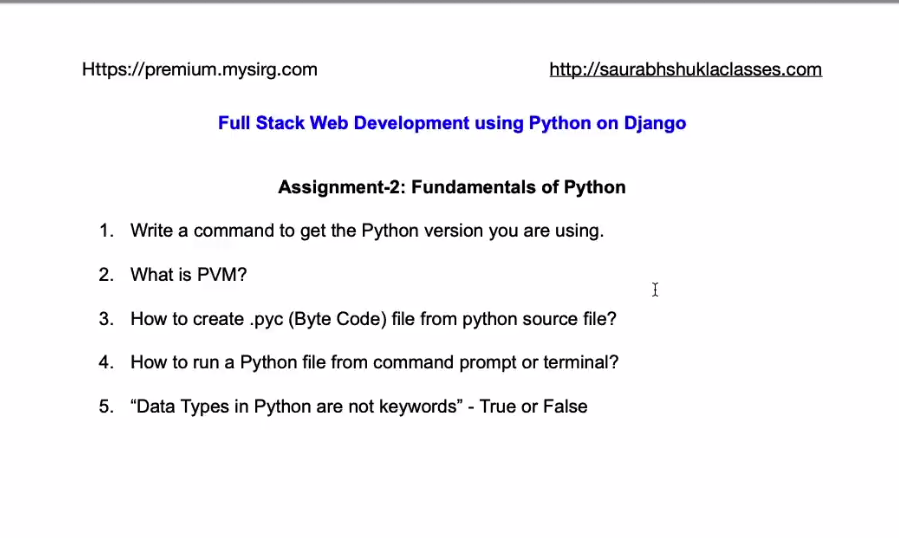 Https://premium.mysirg.com http://saurabhshuklaclasses.com
Full Stack Web Development using Python on Django
Assignment-2: Fundamentals of Python
1. Write a command to get the Python version you are using.
2. What is PVM?
3. How to create .pyc (Byte Code) file from python source file?
4. How to run a Python file from command prompt or terminal?
5. “Data Types in Python are not keywords” - True or False